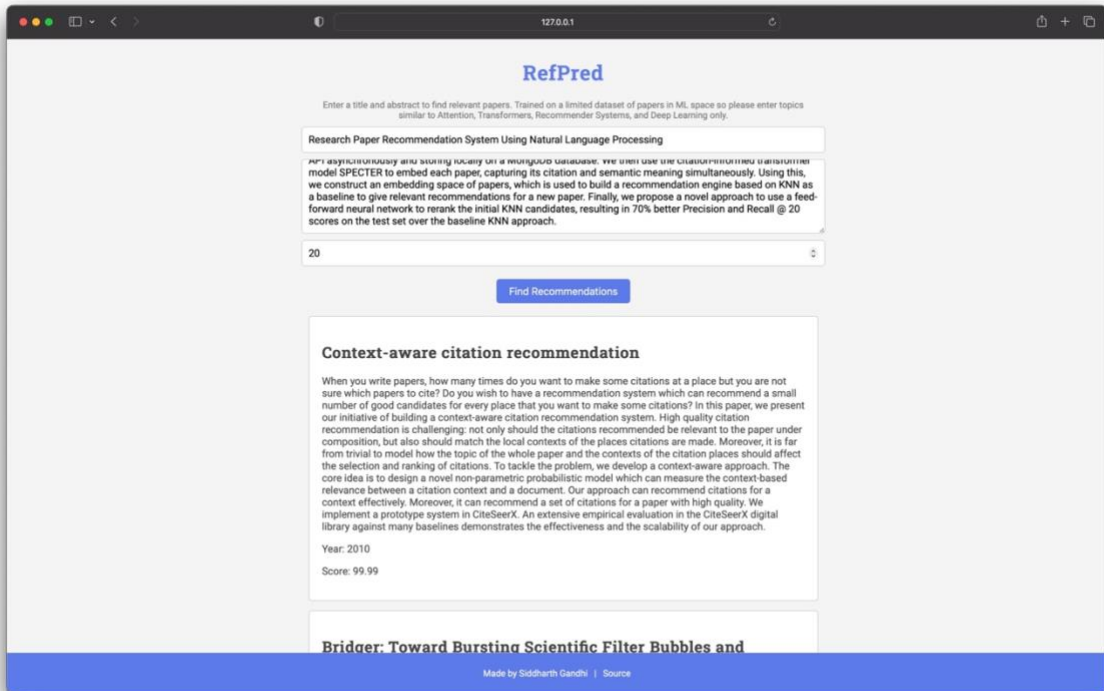 127.0.0.1
RefPred
Enter a title and abstract to find relevant papers. Trained on a limited dataset of papers in ML space so please enter topics
similar to Attention, Transformers, Recommender Systems, and Deep Learning only.
Research Paper Recommendation System Using Natural Language Processing
API asynchronously and storing locally on a MongoDB database. We then use the citation-informed transformer
model SPECTER to embed each paper, capturing its citation and semantic meaning simultaneously. Using this,
we construct an embedding space of papers, which is used to build a recommendation engine based on KNN as
a baseline to give relevant recommendations for a new paper. Finally, we propose a novel approach to use a feed-
forward neural network to rerank the initial KNN candidates, resulting in 70% better Precision and Recall @ 20
scores on the test set over the baseline KNN approach.
20
Find Recommendations
Context-aware citation recommendation
When you write papers, how many times do you want to make some citations at a place but you are not
sure which papers to cite? Do you wish to have a recommendation system which can recommend a small
number of good candidates for every place that you want to make some citations? In this paper, we present
our initiative of building a context-aware citation recommendation system. High quality citation
recommendation is challenging: not only should the citations recommended be relevant to the paper under
composition, but also should match the local contexts of the places citations are made. Moreover, it is far
from trivial to model how the topic of the whole paper and the contexts of the citation places should affect
the selection and ranking of citations. To tackle the problem, we develop a context-aware approach. The
core idea is to design a novel non-parametric probabilistic model which can measure the context-based
relevance between a citation context and a document. Our approach can recommend citations for a
context effectively. Moreover, it can recommend a set of citations for a paper with high quality. We
implement a prototype system in CiteSeerX. An extensive empirical evaluation in the CiteSeerX digital
library against many baselines demonstrates the effectiveness and the scalability of our approach.
Year: 2010
Score: 99.99
Bridger: Toward Bursting Scientific Filter Bubbles and
Made by Siddharth Gandhi | Source